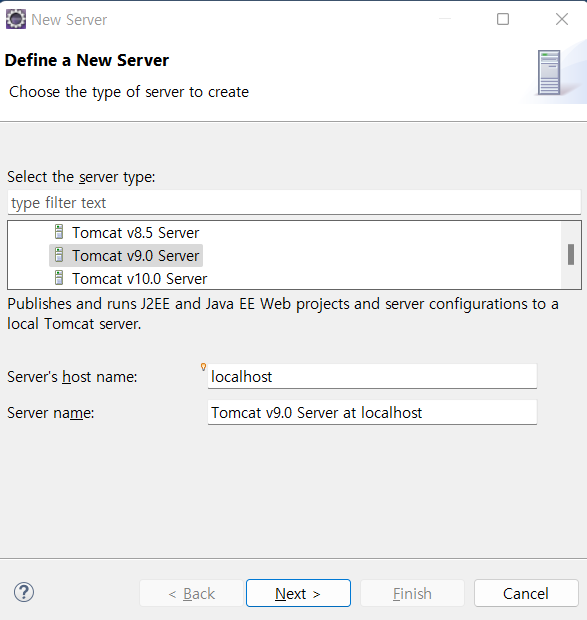 New Server
Define a New Server
Choose the type of server to create
Select the server type:
type filter text
Tomcat v8.5 Server
Tomcat v9.0 Server
Tomcat v10.0 Server
Publishes and runs J2EE and Java EE Web projects and server configurations to a
local Tomcat server.
Server's host name: localhost
Server name: Tomcat v9.0 Server at localhost
? < Back Next > Finish Cancel